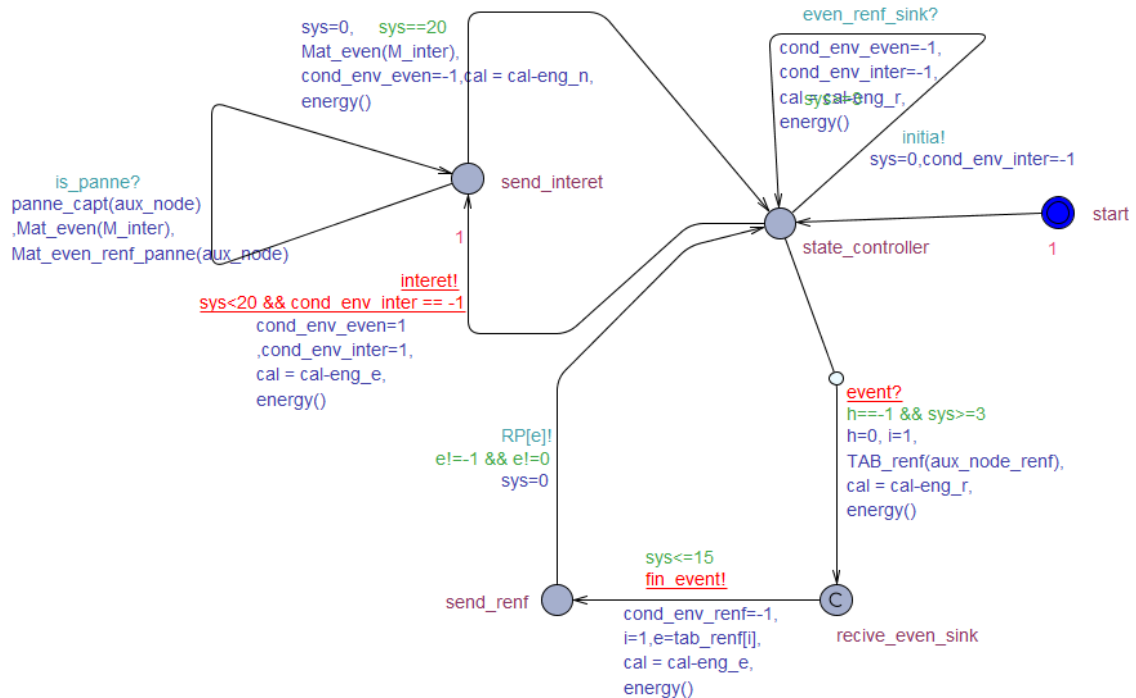 sys=0, sys==20
Mat_even(M_inter),
cond_env_even=-1,cal = cal-eng_n,
energy()
even_renf_sink?
cond_env_even=-1,
cond_env_inter=-1,
cal = cal-eng_r,
sys>=0
energy()
initia!
sys=0,cond_env_inter=-1
is_panne?
panne_capt(aux_node)
,Mat_even(M_inter),
Mat_even_renf_panne(aux_node)
send_interet
start
state_controller
1
1
interet!
sys<20 && cond_env_inter == -1
cond_env_even=1
,cond_env_inter=1,
cal = cal-eng_e,
energy()
event?
h==-1 && sys>=3
h=0, i=1,
TAB_renf(aux_node_renf),
cal = cal-eng_r,
energy()
RP[e]!
e!=-1 && e!=0
sys=0
sys<=15
fin_event!
send_renf
C
cond_env_renf=-1,
i=1,e=tab_renf[i],
cal = cal-eng_e,
energy()
recive_even_sink